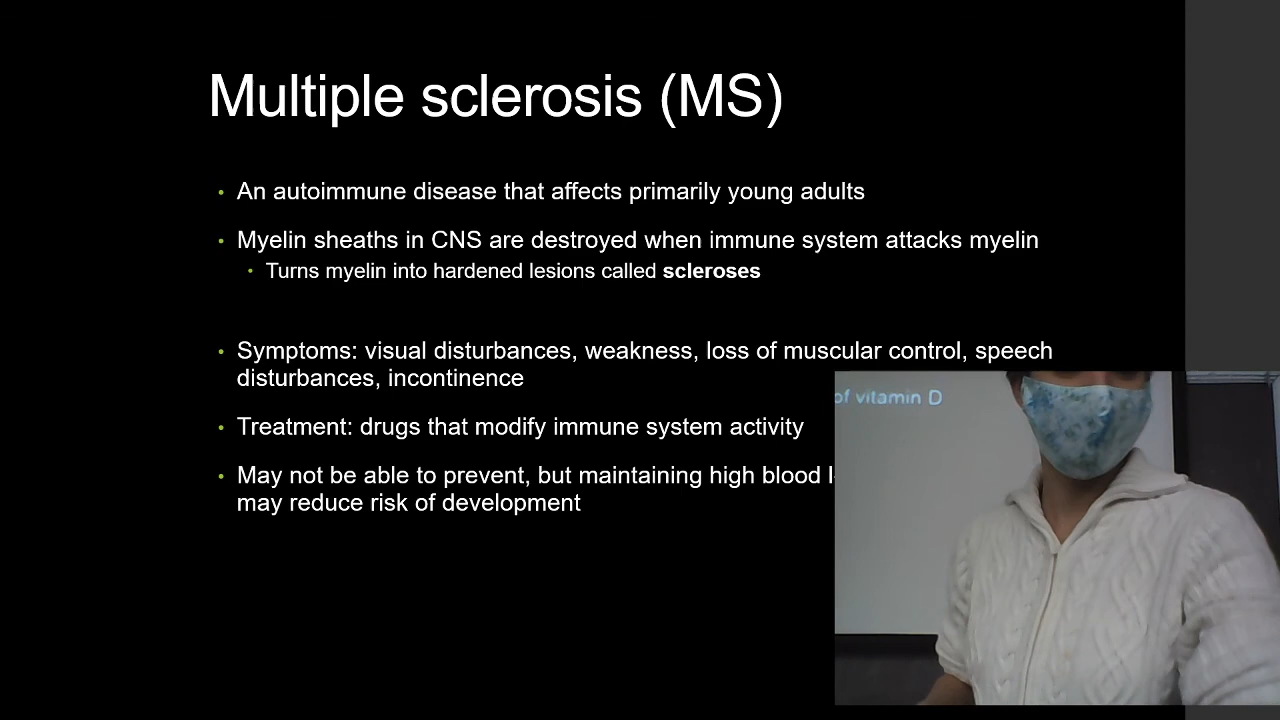 Multiple sclerosis (MS)
• An autoimmune disease that affects primarily young adults
• Myelin sheaths in CNS are destroyed when immune system attacks myelin
• Turns myelin into hardened lesions called scleroses
• Symptoms: visual disturbances, weakness, loss of muscular control, speech
disturbances, incontinence
• Treatment: drugs that modify immune system activity
• May not be able to prevent, but maintaining high blood
may reduce risk of development
of vitamin D